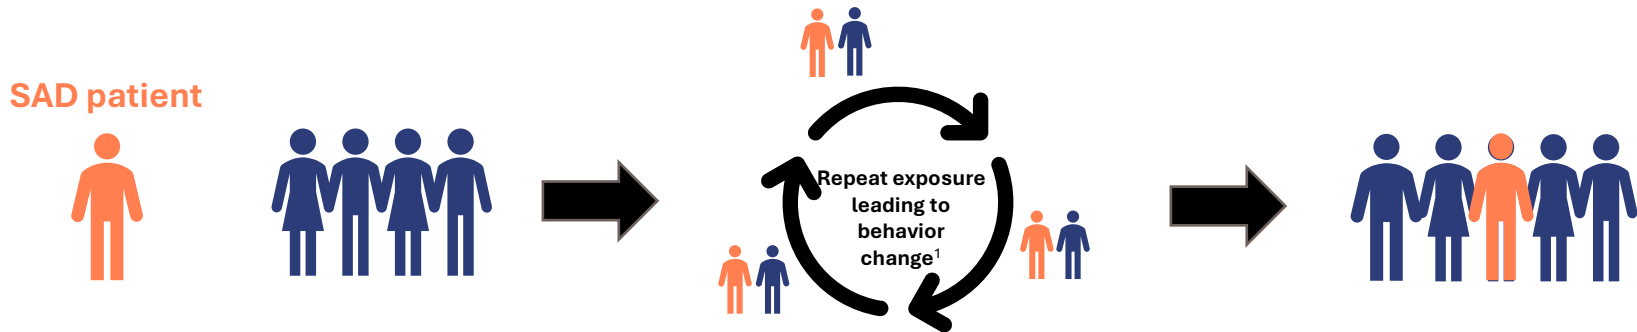 SAD patient
Repeat exposure
leading to
behavior
change¹